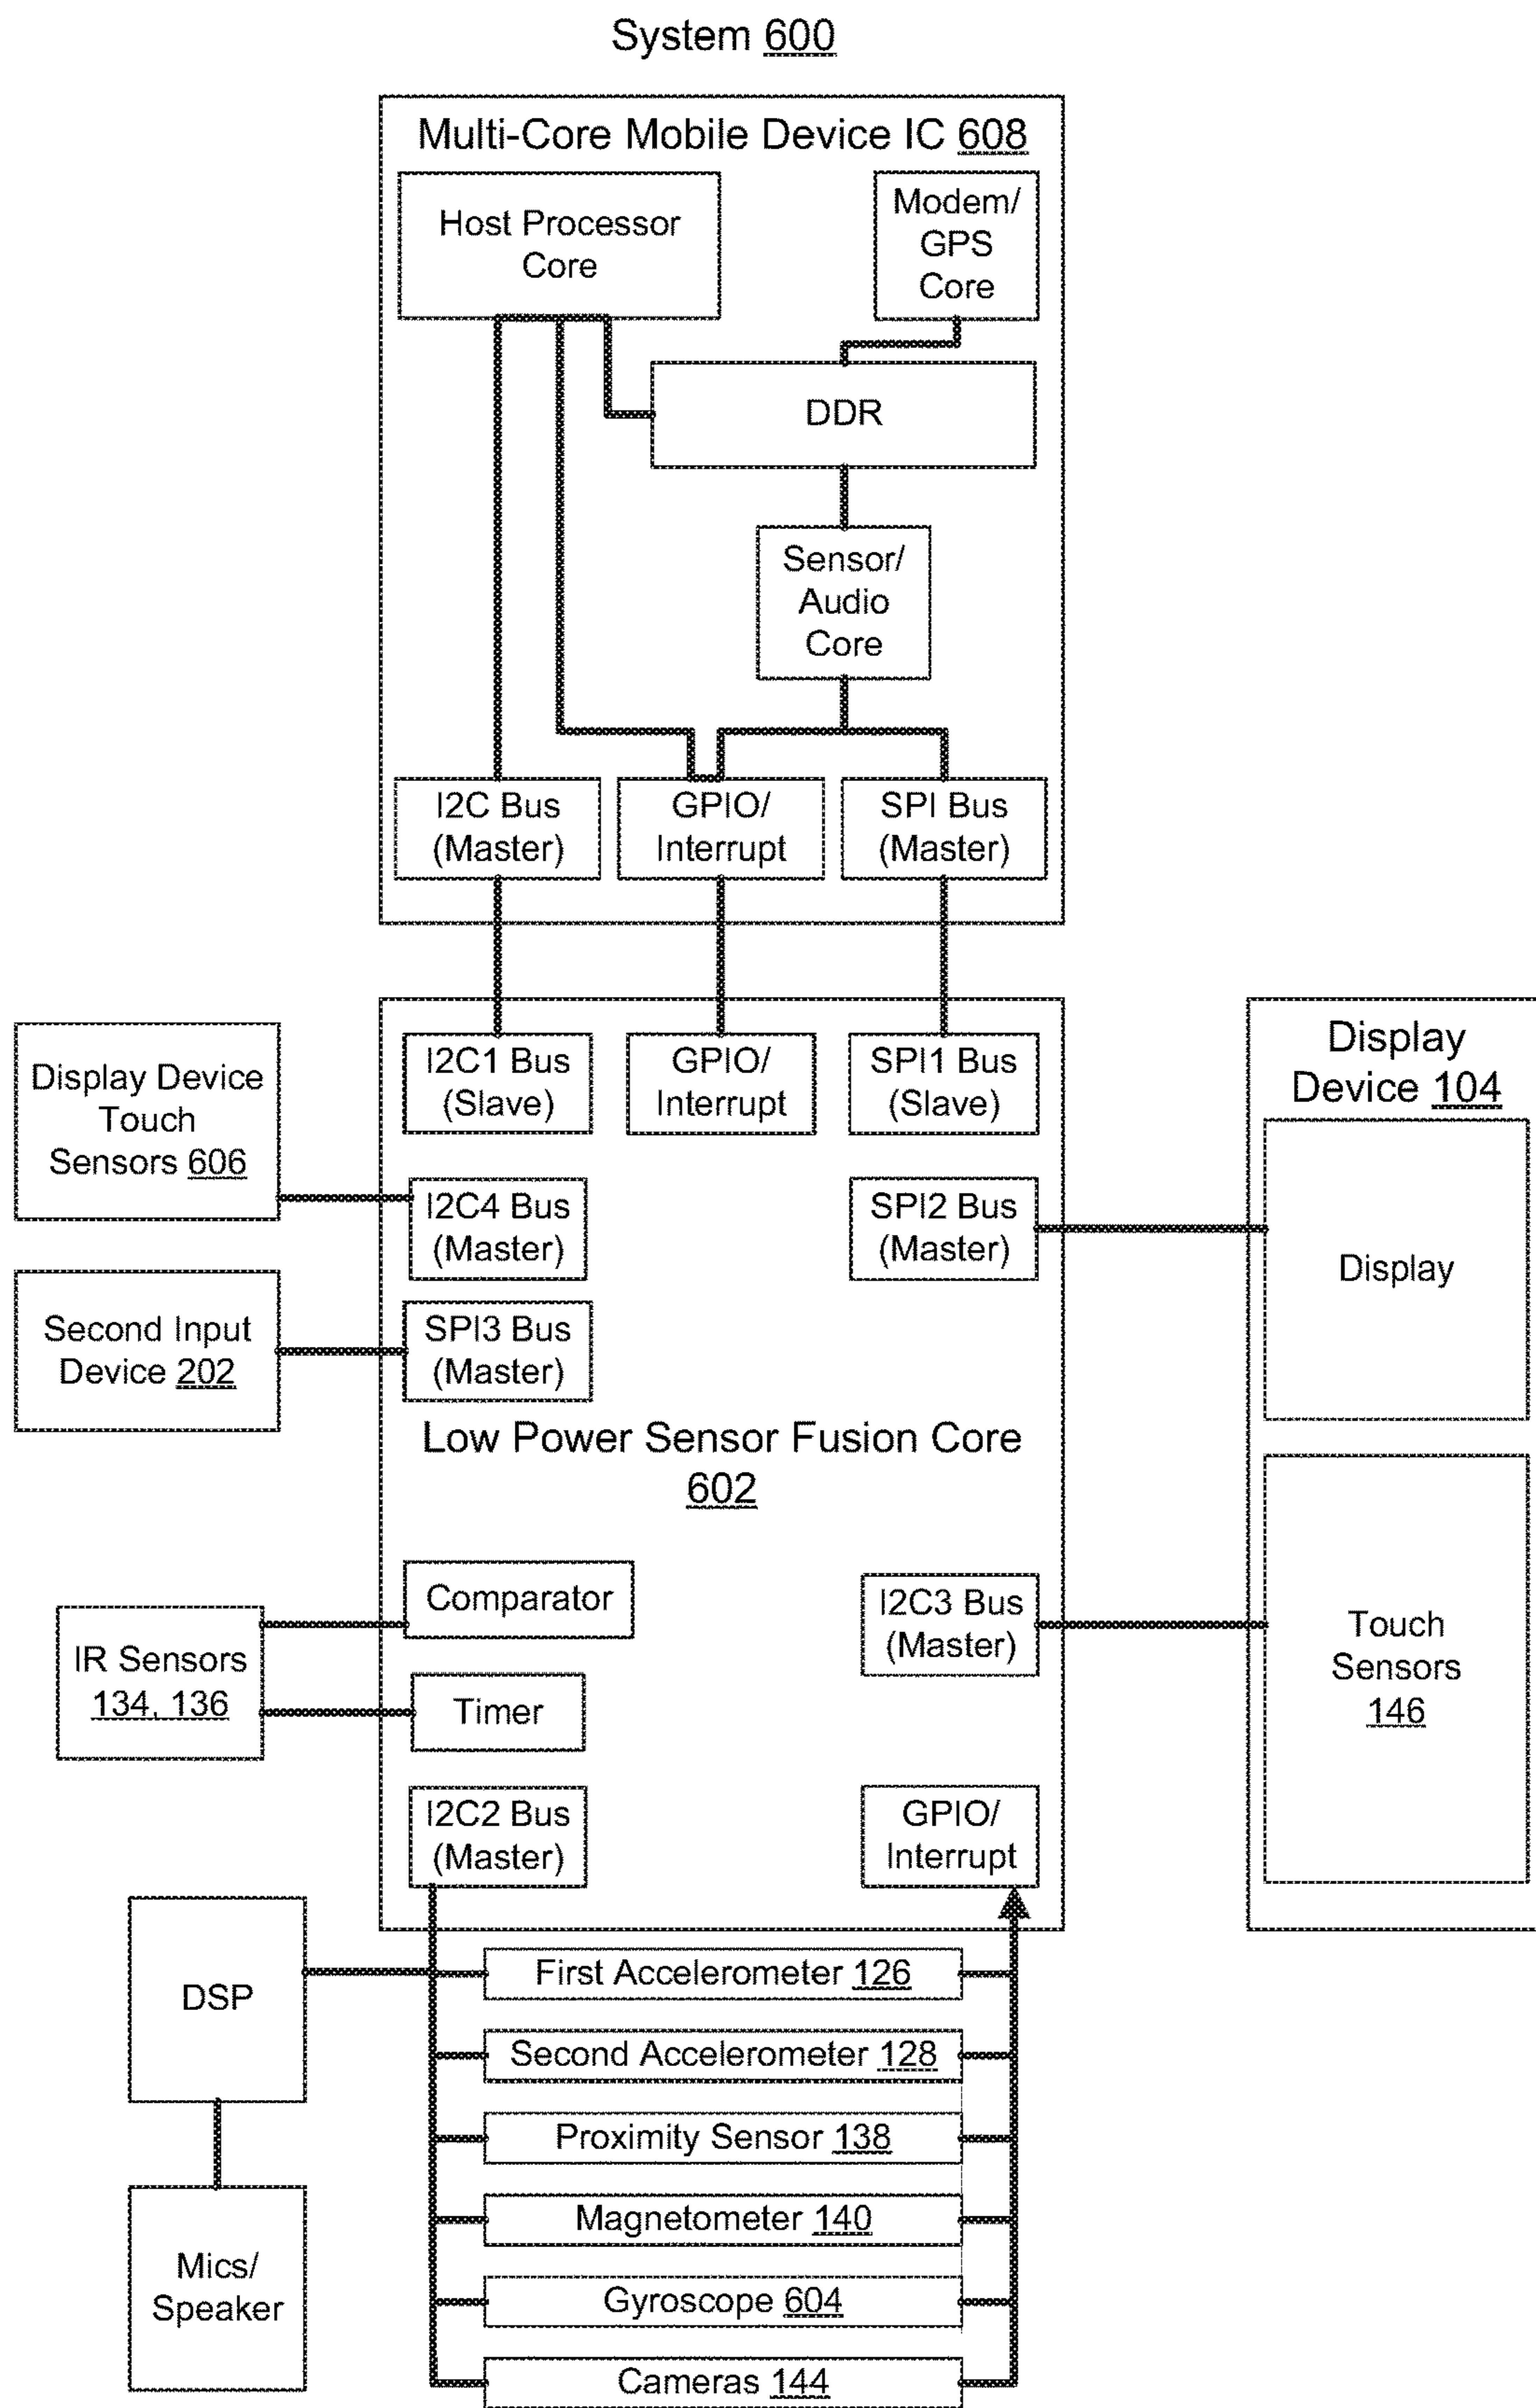 System 600
Multi-Core Mobile Device IC 608
Host Processor
Core
Modem/
GPS
Core
DDR
Sensor/
Audio
Core
I2C Bus
(Master)
GPIO/
Interrupt
SPI Bus
(Master)
I2C1 Bus
(Slave)
GPIO/
Interrupt
SPI1 Bus
(Slave)
Display Device
Touch
Sensors 606
I2C4 Bus
(Master)
SPI2 Bus
(Master)
Display
Device 104
Display
Second Input
Device 202
SPI3 Bus
(Master)
Low Power Sensor Fusion Core
602
Comparator
I2C3 Bus
(Master)
Touch
Sensors
146
IR Sensors
134, 136
Timer
I2C2 Bus
(Master)
GPIO/
Interrupt
DSP
First Accelerometer 126
Second Accelerometer 128
Proximity Sensor 138
Magnetometer 140
Mics/
Speaker
Gyroscope 604
Cameras 144